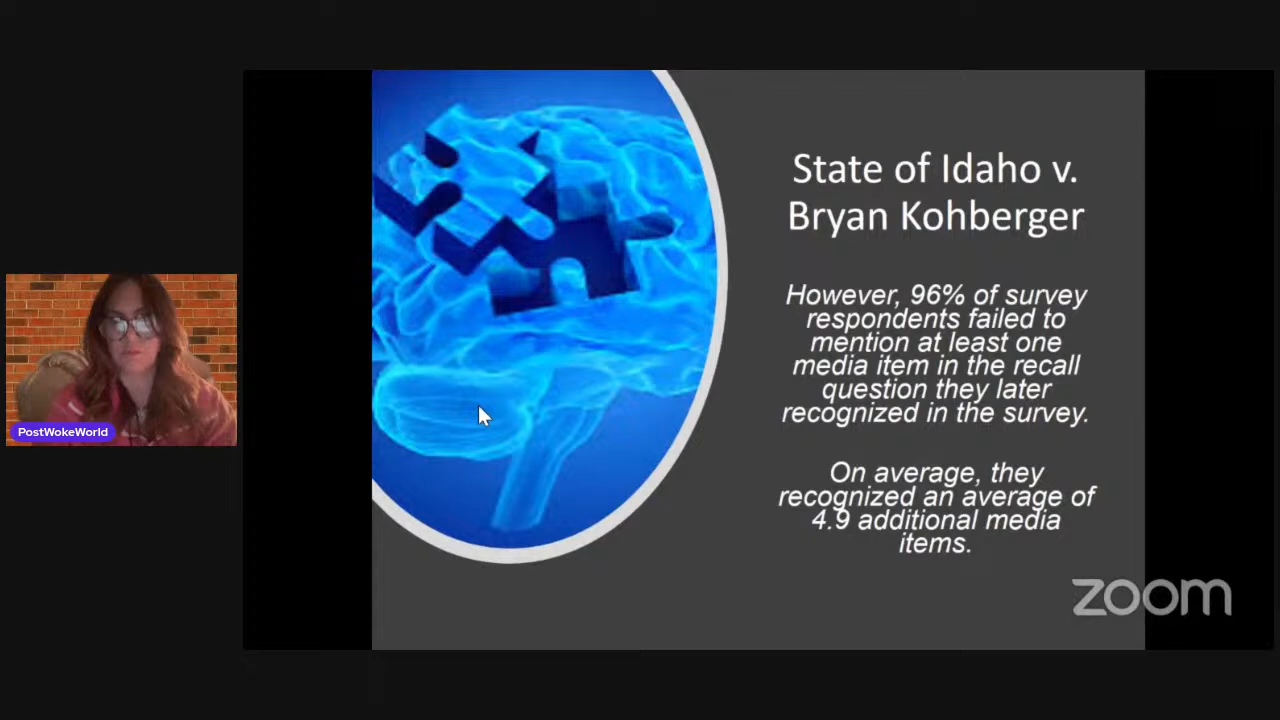 State of Idaho v.
Bryan Kohberger
However, 96% of survey
respondents failed to
mention at least one
media item in the recall
question they later
recognized in the survey.
On average, they
recognized an average of
4.9 additional media
items.
PostWokeWorld
zoom